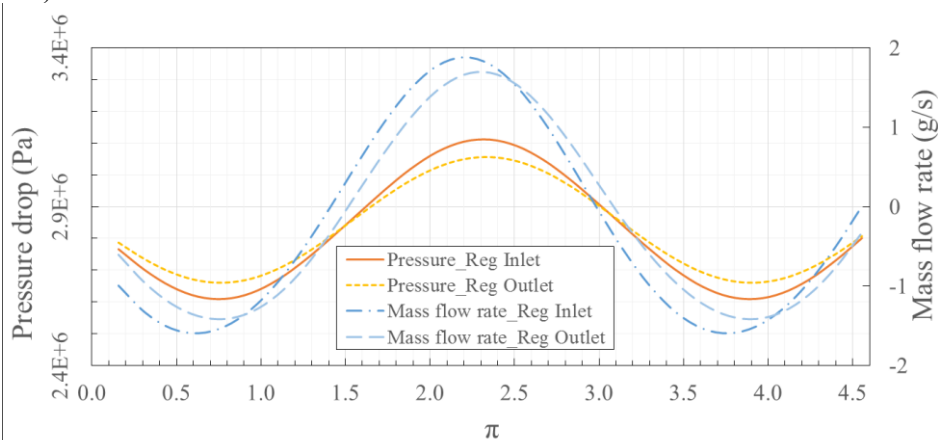 3.4E+6
2.9E+6
2.4E+6
Pressure drop (Pa)
2
1
0
-1
-2
Mass flow rate (g/s)
Pressure_Reg Inlet
Pressure_Reg Outlet
Mass flow rate_Reg Inlet
Mass flow rate_Reg Outlet
0.0 0.5 1.0 1.5 2.0 2.5 3.0 3.5 4.0 4.5
π